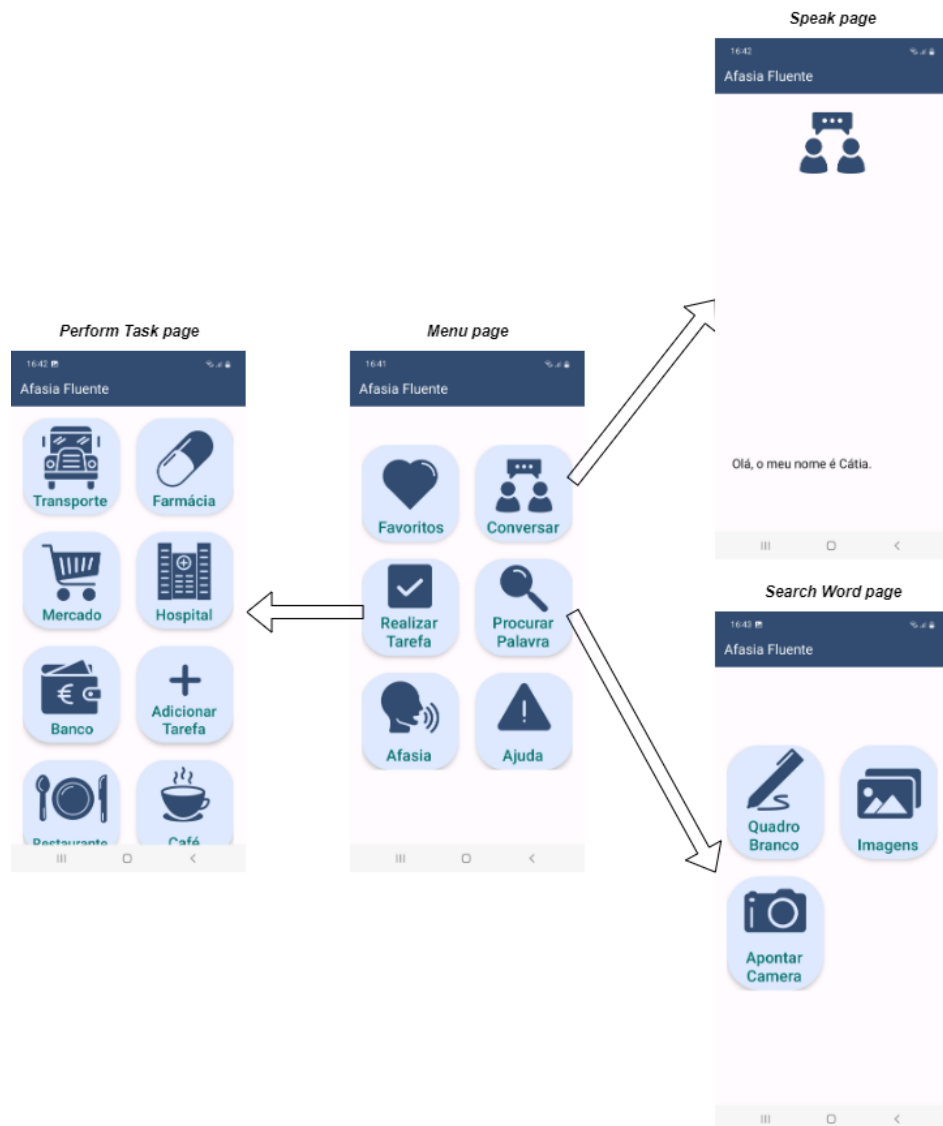 Speak page
16:42
Afasia Fluente
Olá, o meu nome é Cátia.
Perform Task page
16:42
Afasia Fluente
Transporte
Farmácia
Mercado
Hospital
Banco
Adicionar
Tarefa
Restaurante
Café
Menu page
16:41
Afasia Fluente
Favoritos
Conversar
Realizar
Tarefa
Procurar
Palavra
Afasia
Ajuda
Search Word page
16:43
Afasia Fluente
Quadro
Branco
Imagens
Apontar
Camera